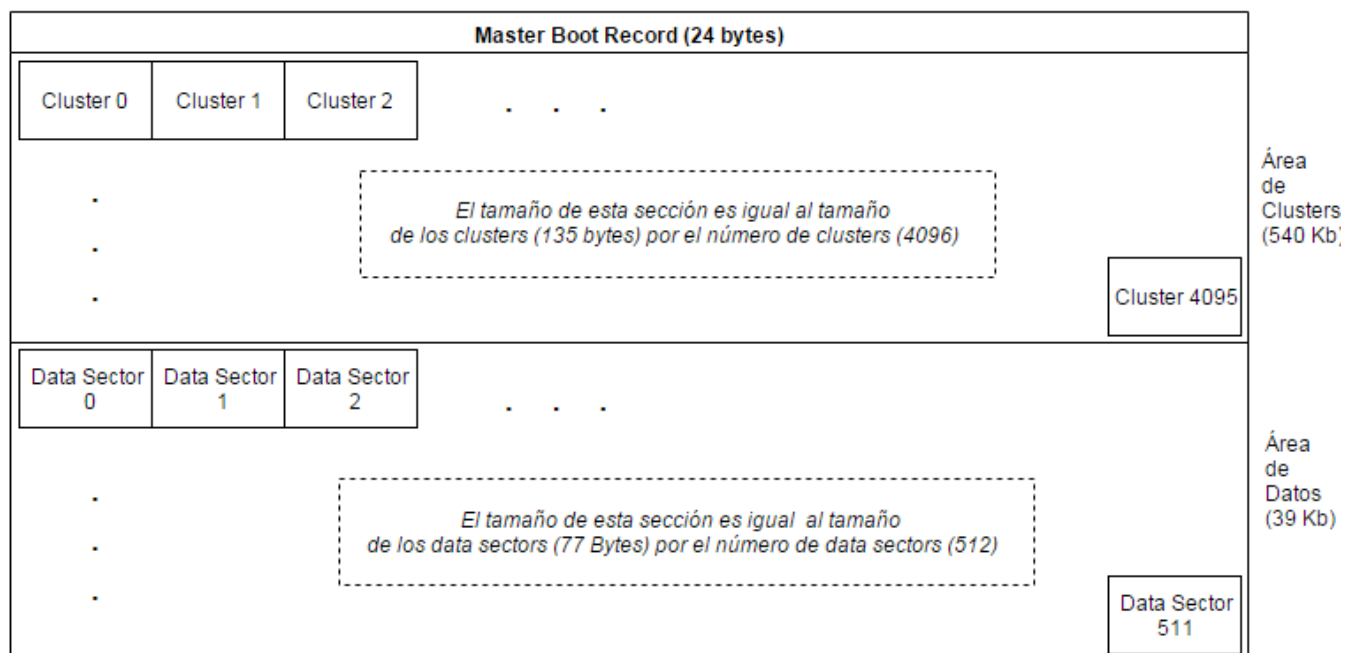 Master Boot Record (24 bytes)
Cluster 0
Cluster 1
Cluster 2
. . .
Área
de
Clusters
(540 Kb)
.
.
.
El tamaño de esta sección es igual al tamaño
de los clusters (135 bytes) por el número de clusters (4096)
Cluster 4095
Data Sector
0
Data Sector
1
Data Sector
2
. . .
Área
de
Datos
(39 Kb)
.
.
.
El tamaño de esta sección es igual al tamaño
de los data sectors (77 Bytes) por el número de data sectors (512)
Data Sector
511